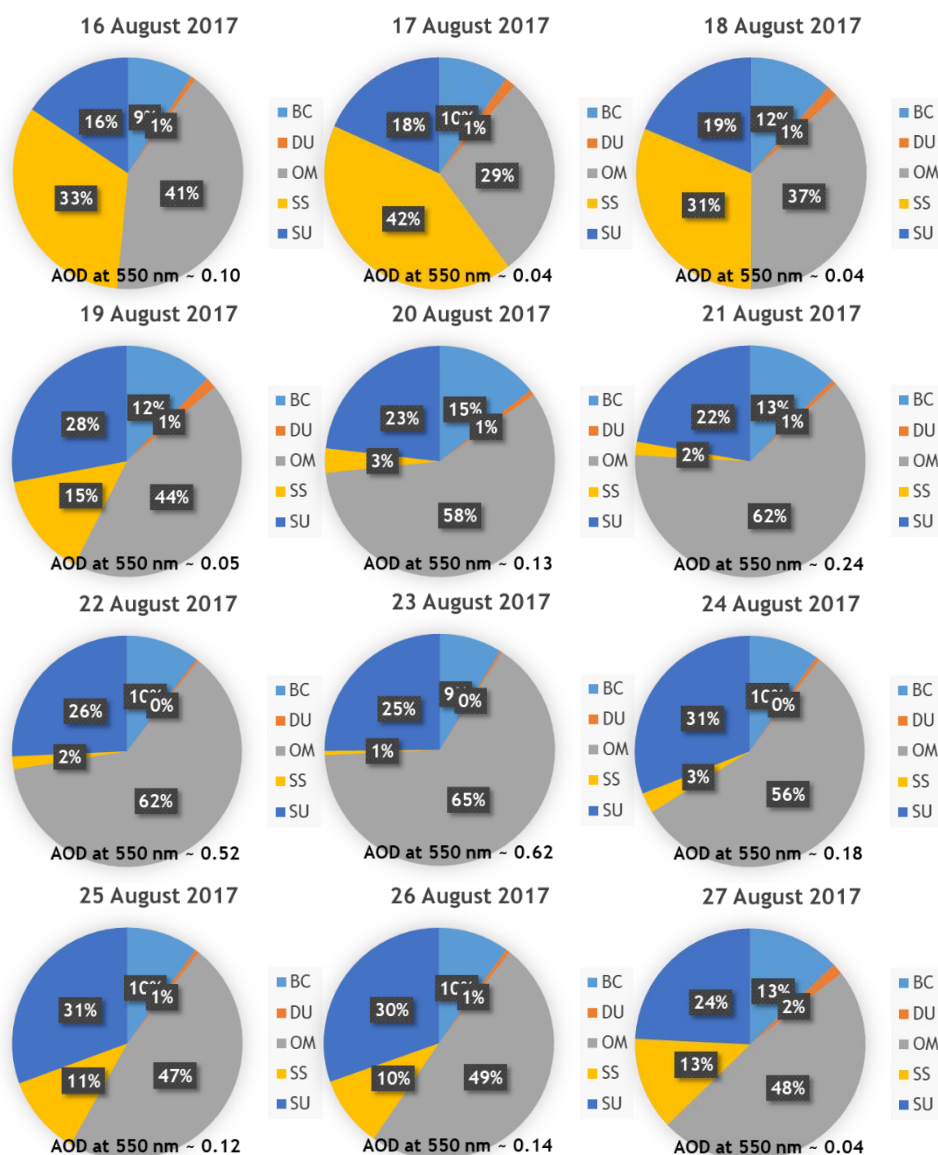 16 August 2017
9%
1%
41%
33%
16%
BC
DU
OM
SS
SU
AOD at 550 nm ~ 0.10
17 August 2017
10%
1%
29%
42%
18%
BC
DU
OM
SS
SU
AOD at 550 nm ~ 0.04
18 August 2017
12%
1%
37%
31%
19%
BC
DU
OM
SS
SU
AOD at 550 nm ~ 0.04
19 August 2017
12%
1%
44%
15%
28%
BC
DU
OM
SS
SU
AOD at 550 nm ~ 0.05
20 August 2017
15%
1%
58%
3%
23%
BC
DU
OM
SS
SU
AOD at 550 nm ~ 0.13
21 August 2017
13%
1%
62%
2%
22%
BC
DU
OM
SS
SU
AOD at 550 nm ~ 0.24
22 August 2017
10%
0%
62%
2%
26%
BC
DU
OM
SS
SU
AOD at 550 nm ~ 0.52
23 August 2017
9%
0%
65%
1%
25%
BC
DU
OM
SS
SU
AOD at 550 nm ~ 0.62
24 August 2017
10%
0%
56%
3%
31%
BC
DU
OM
SS
SU
AOD at 550 nm ~ 0.18
25 August 2017
10%
1%
47%
11%
31%
BC
DU
OM
SS
SU
AOD at 550 nm ~ 0.12
26 August 2017
10%
1%
49%
10%
30%
BC
DU
OM
SS
SU
AOD at 550 nm ~ 0.14
27 August 2017
13%
2%
48%
13%
24%
BC
DU
OM
SS
SU
AOD at 550 nm ~ 0.04